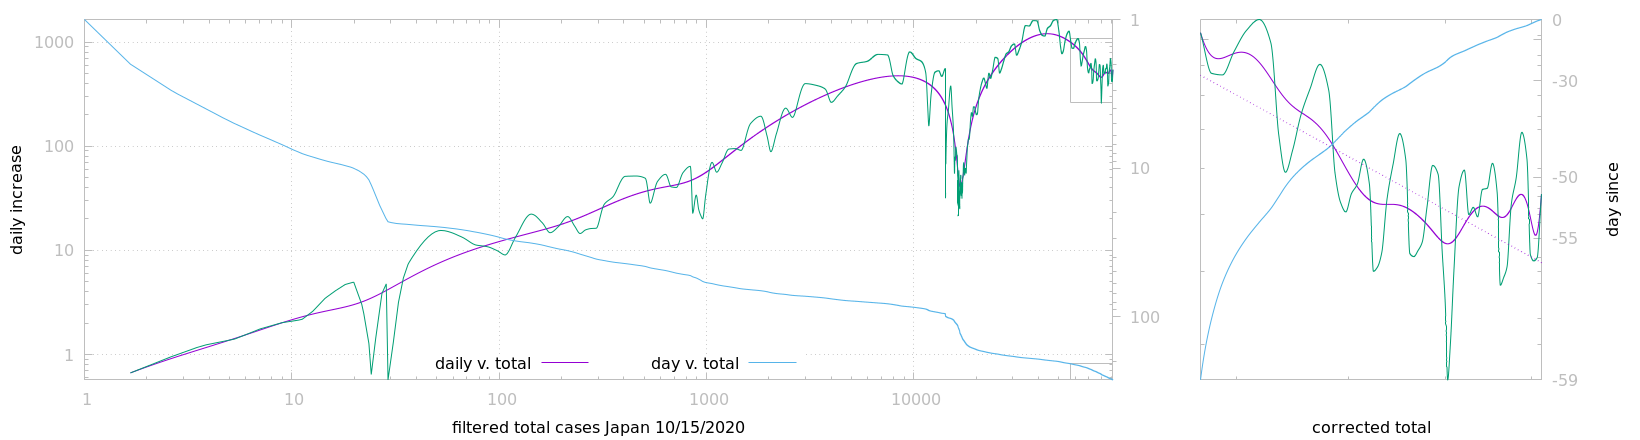 daily increase
1000
100
10
1
1
10
100
1000
10000
1
10
100
daily v. total
day v. total
filtered total cases Japan 10/15/2020
0
-30
-50
-55
-59
day since
corrected total